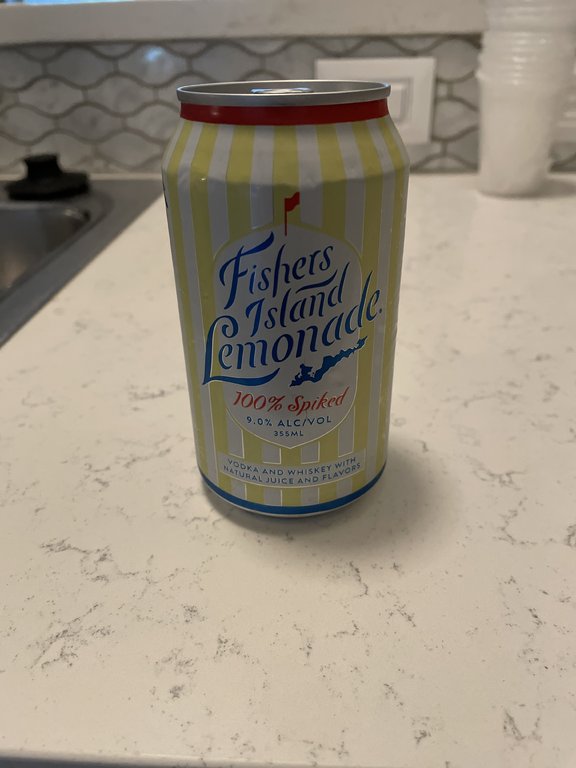 Fishers
Island
Lemonade.
100% Spiked
9.0% ALC/VOL
355ML
VODKA AND WHISKEY WITH
NATURAL JUICE AND FLAVORS